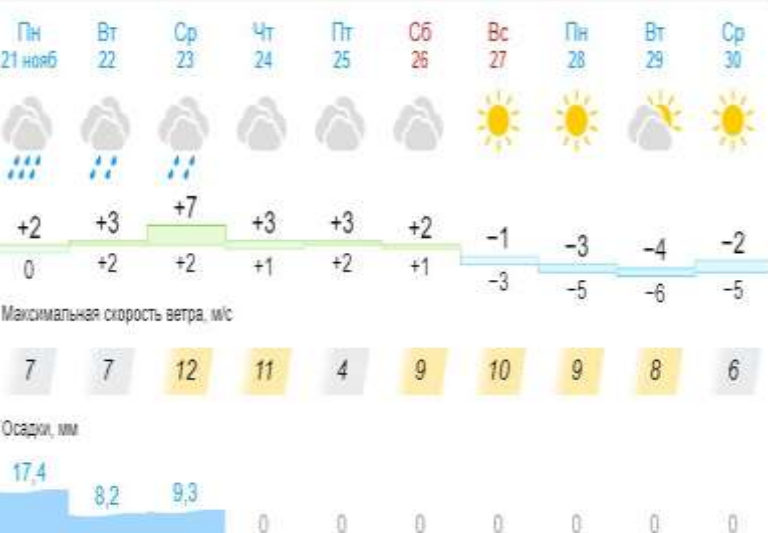 Пн Вт Ср Чт Пт Сб Вс Пн Вт Ср
21 нояб 22 23 24 25 26 27 28 29 30
+2 +3 +7 +3 +3 +2 −1 −3 −4 −2
0 +2 +2 +1 +2 +1 −3 −5 −6 −5
Максимальная скорость ветра, м/с
7 7 12 11 4 9 10 9 8 6
Осадки, мм
17,4 8,2 9,3 0 0 0 0 0 0 0